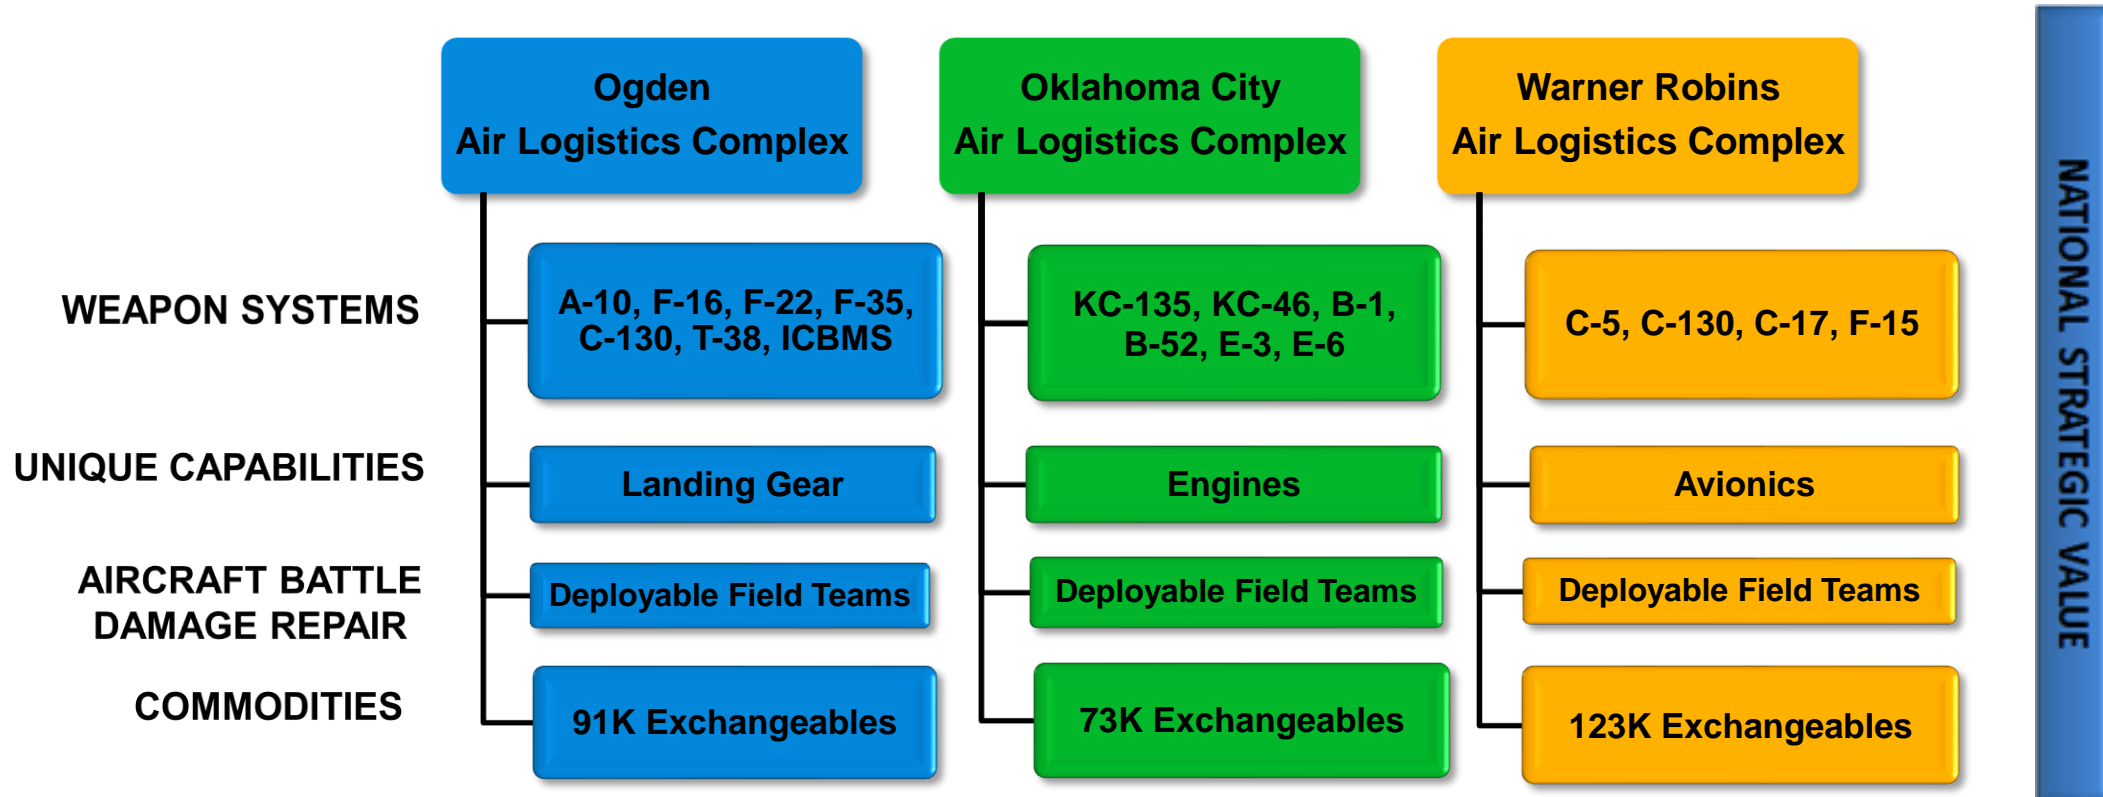 Ogden
Air Logistics Complex
Oklahoma City
Air Logistics Complex
Warner Robins
Air Logistics Complex
WEAPON SYSTEMS
A-10, F-16, F-22, F-35,
C-130, T-38, ICBMS
KC-135, KC-46, B-1,
B-52, E-3, E-6
C-5, C-130, C-17, F-15
UNIQUE CAPABILITIES
Landing Gear
Engines
Avionics
AIRCRAFT BATTLE
DAMAGE REPAIR
Deployable Field Teams
Deployable Field Teams
Deployable Field Teams
COMMODITIES
91K Exchangeables
73K Exchangeables
123K Exchangeables
NATIONAL STRATEGIC VALUE